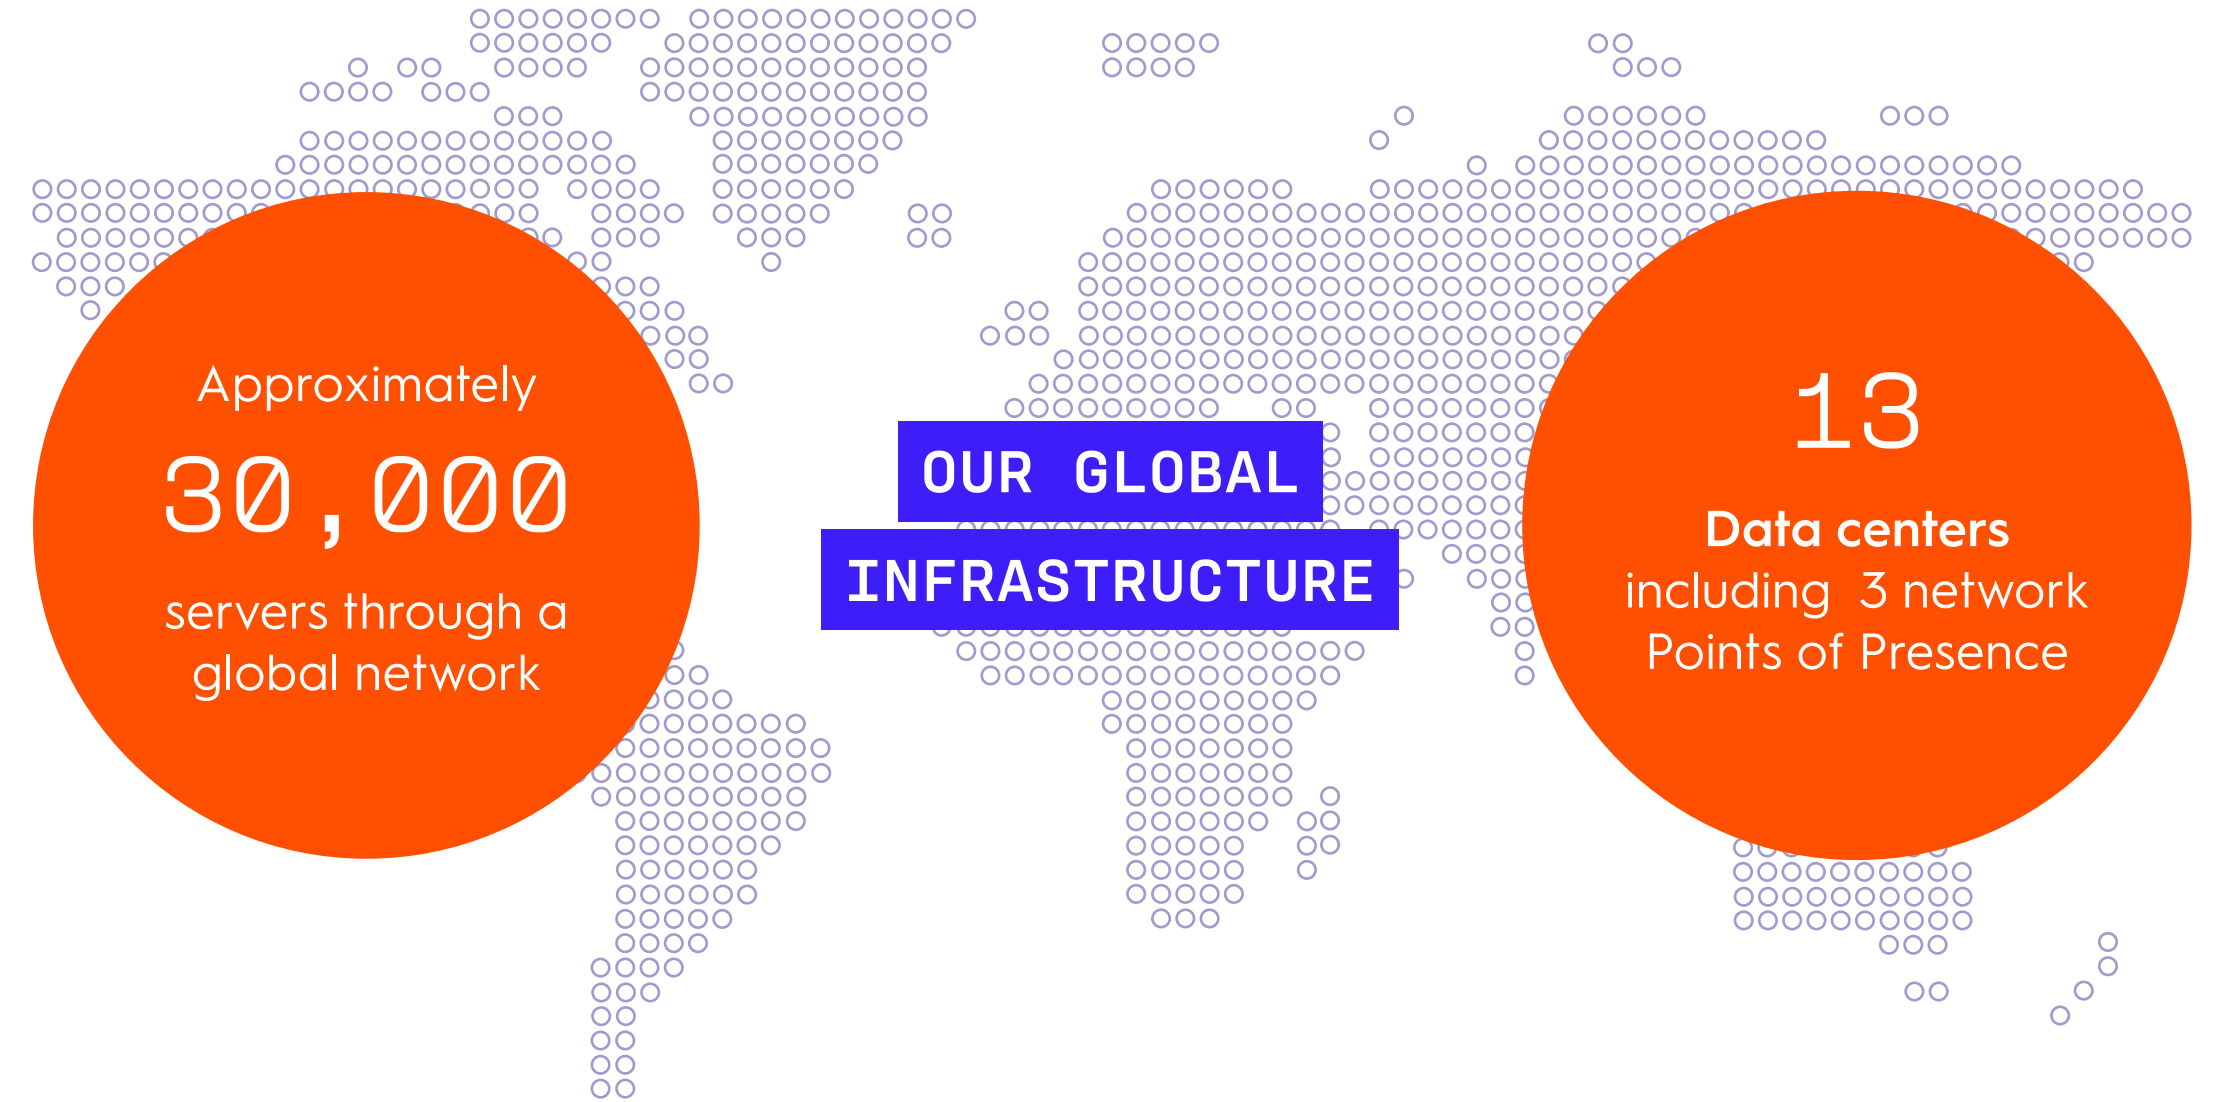 Approximately
30,000
servers through a
global network
OUR GLOBAL
INFRASTRUCTURE
13
Data centers
including 3 network
Points of Presence